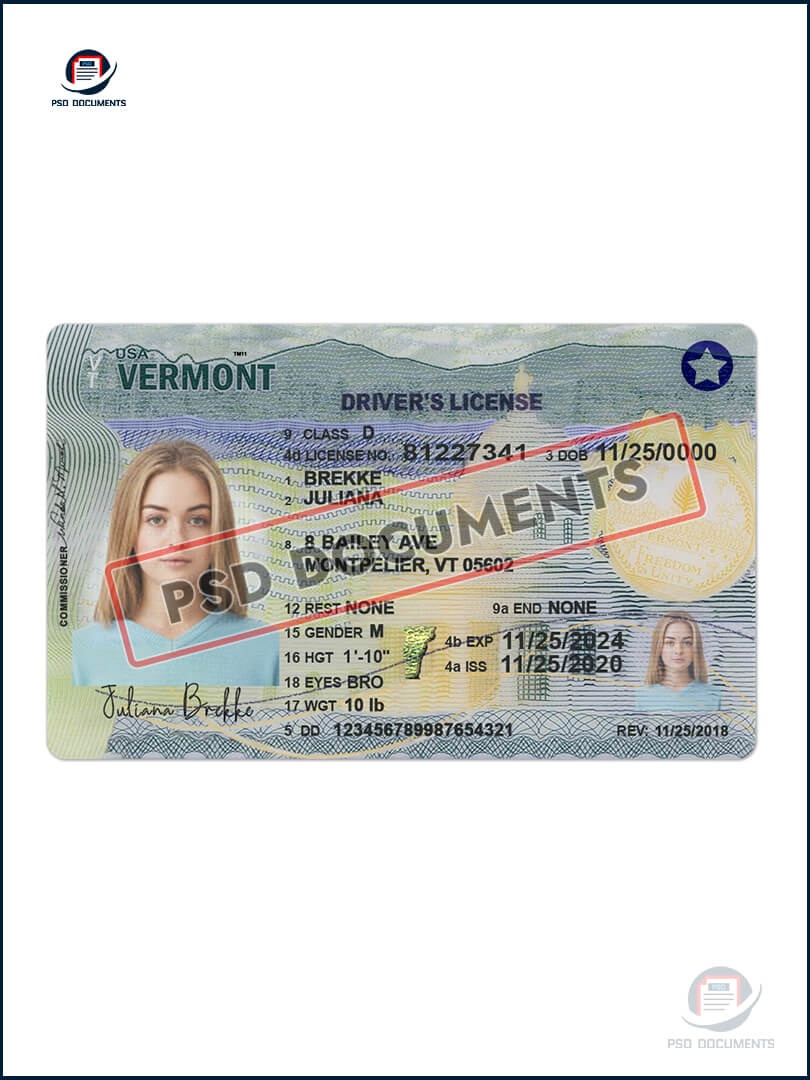 PSD DOCUMENTS
USA
VT
VERMONT
TM11
DRIVER'S LICENSE
9 CLASS D
4d LICENSE NO. 81227341 3 DOB 11/25/0000
1 BREKKE
2 JULIANA
8 8 BAILEY AVE
MONTPELIER, VT 05602
PSD DOCUMENTS
VERMONT
FREEDOM
& UNITY
COMMISSIONER
12 REST NONE 9a END NONE
15 GENDER M
4b EXP 11/25/2024
16 HGT 1'-10"
4a ISS 11/25/2020
18 EYES BRO
17 WGT 10 lb
Juliana Brekke
5 DD 123456789987654321
REV: 11/25/2018
PSD
PSD DOCUMENTS